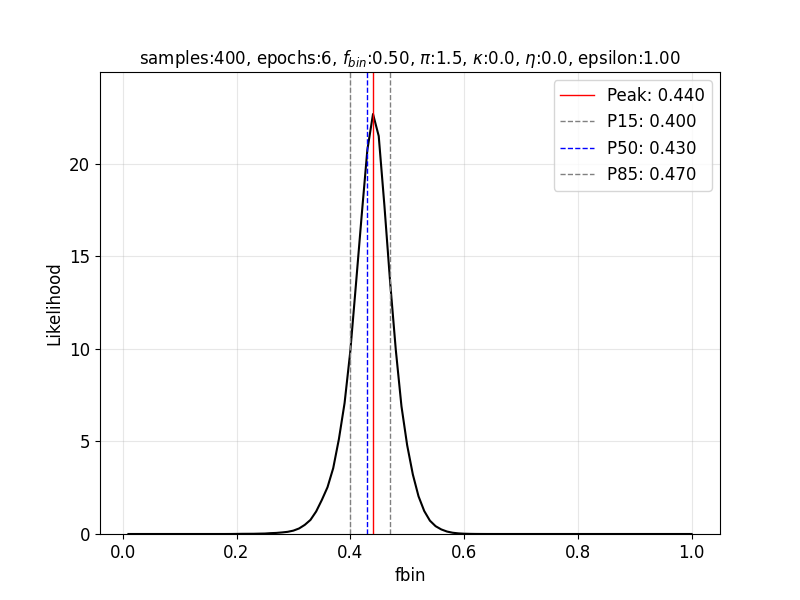 samples:400, epochs:6, f_bin:0.50, π:1.5, κ:0.0, η:0.0, epsilon:1.00
Peak: 0.440
P15: 0.400
P50: 0.430
P85: 0.470
20
15
10
5
0
Likelihood
0.0 0.2 0.4 0.6 0.8 1.0
fbin